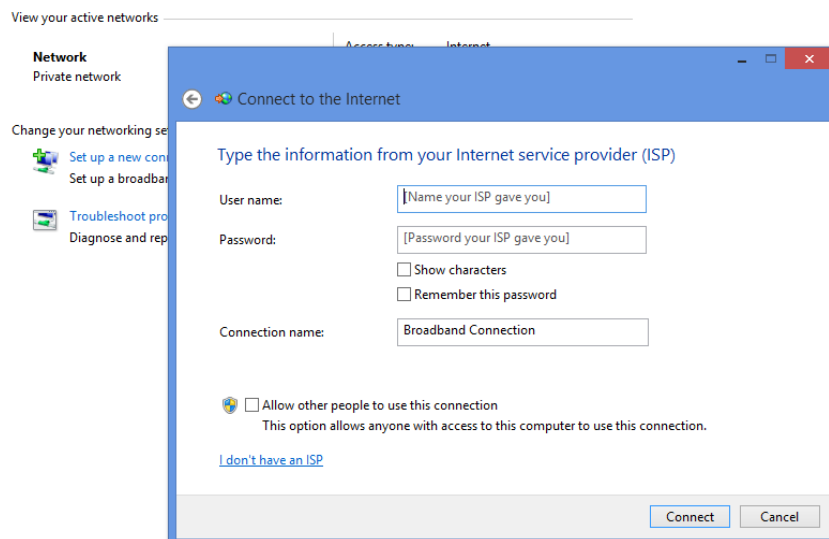 View your active networks
Network
Private network
Access type: Internet
Connect to the Internet
Change your networking se
Set up a new con
Set up a broadba
Troubleshoot pro
Diagnose and rep
Type the information from your Internet service provider (ISP)
User name: [Name your ISP gave you]
Password: [Password your ISP gave you]
Show characters
Remember this password
Connection name: Broadband Connection
Allow other people to use this connection
This option allows anyone with access to this computer to use this connection.
I don't have an ISP
Connect Cancel